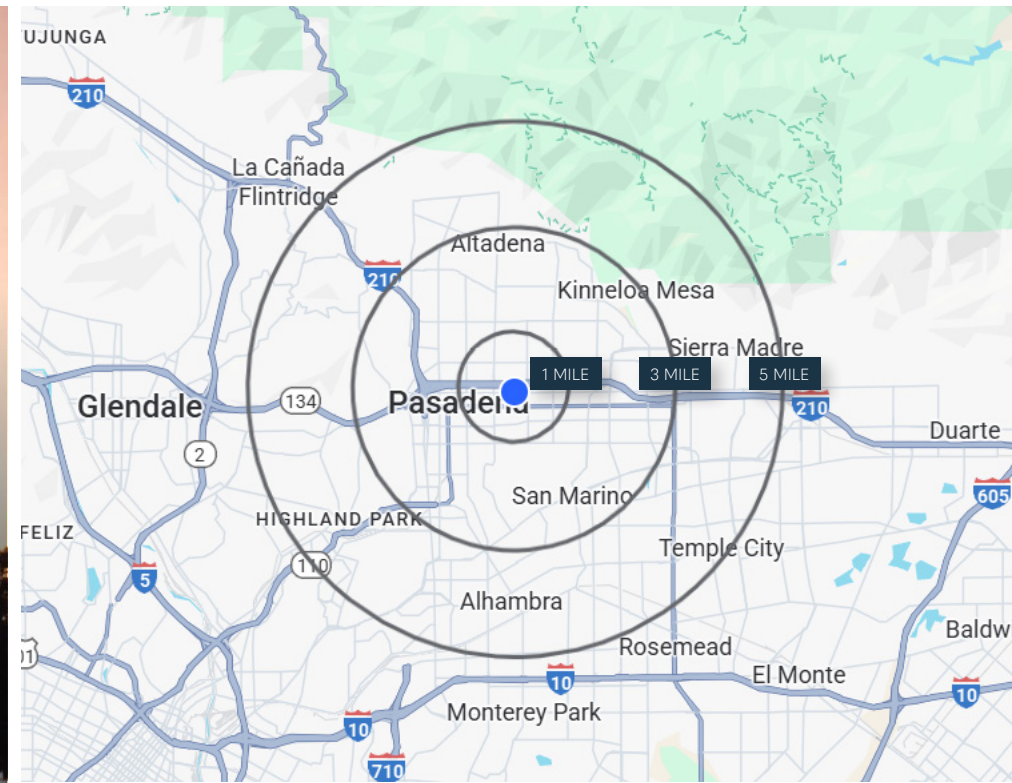 UJUNGA
210
La Cañada
Flintridge
Altadena
210
Kinneloa Mesa
Sierra Madre
1 MILE
3 MILE
5 MILE
Glendale
134
Pasadena
210
Duarte
2
San Marino
605
HIGHLAND PARK
FELIZ
Temple City
110
5
Alhambra
Baldw
Rosemead
01
El Monte
10
10
Monterey Park
10
710